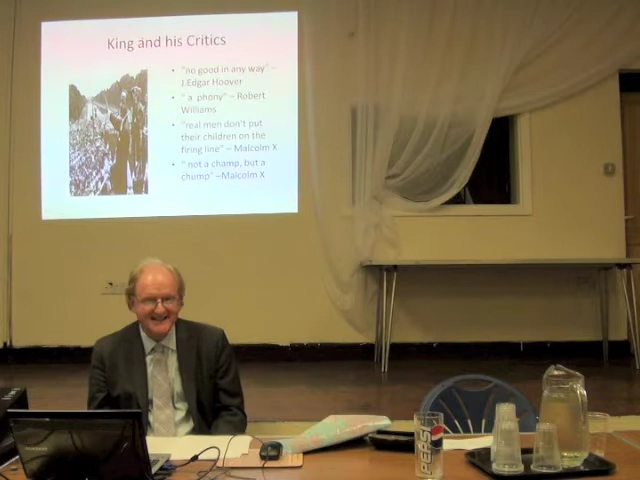 King and his Critics
• "no good in any way" –
J.Edgar Hoover
• " a phony" – Robert
Williams
• "real men don't put
their children on the
firing line" – Malcolm X
• " not a champ, but a
chump" –Malcolm X
PEPSI